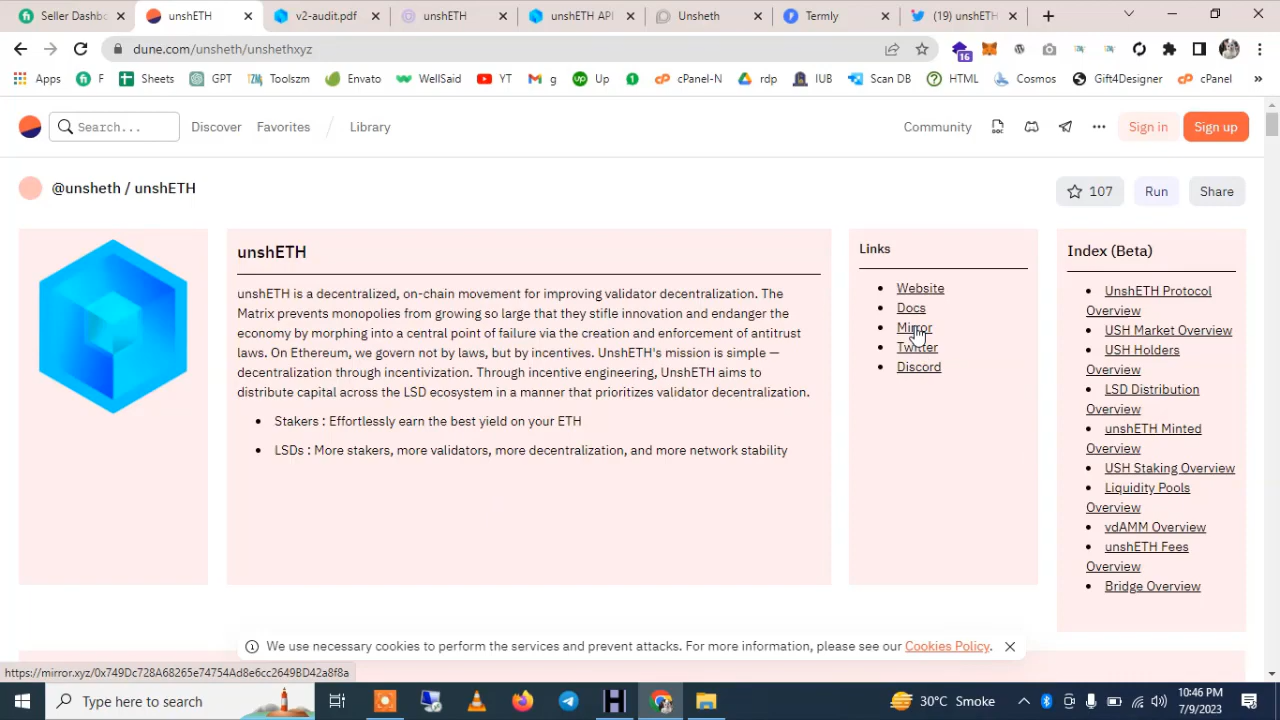 Seller Dashbo
unshETH
v2-audit.pdf
unshETH
unshETH API
Unsheth
Termly
(19) unshETH
dune.com/unsheth/unshethxyz
16
Apps
F
Sheets
GPT
Toolszm
Envato
WellSaid
YT
g
Up
cPanel-N
rdp
IUB
Scan DB
HTML
Cosmos
Gift4Designer
cPanel
Search...
Discover
Favorites
Library
Community
Sign in
Sign up
@unsheth / unshETH
107
Run
Share
unshETH
unshETH is a decentralized, on-chain movement for improving validator decentralization. The
Matrix prevents monopolies from growing so large that they stifle innovation and endanger the
economy by morphing into a central point of failure via the creation and enforcement of antitrust
laws. On Ethereum, we govern not by laws, but by incentives. UnshETH's mission is simple —
decentralization through incentivization. Through incentive engineering, UnshETH aims to
distribute capital across the LSD ecosystem in a manner that prioritizes validator decentralization.
• Stakers : Effortlessly earn the best yield on your ETH
• LSDs : More stakers, more validators, more decentralization, and more network stability
Links
• Website
• Docs
• Mirror
• Twitter
• Discord
Index (Beta)
• UnshETH Protocol
Overview
• USH Market Overview
• USH Holders
Overview
• LSD Distribution
Overview
• unshETH Minted
Overview
• USH Staking Overview
• Liquidity Pools
Overview
• vdAMM Overview
• unshETH Fees
Overview
• Bridge Overview
We use necessary cookies to perform the services and prevent attacks. For more information, please see our Cookies Policy.
https://mirror.xyz/0x749Dc728A68265e74754Ad8e6cc2649BD42a8f8a
Type here to search
30°C Smoke
10:46 PM
7/9/2023